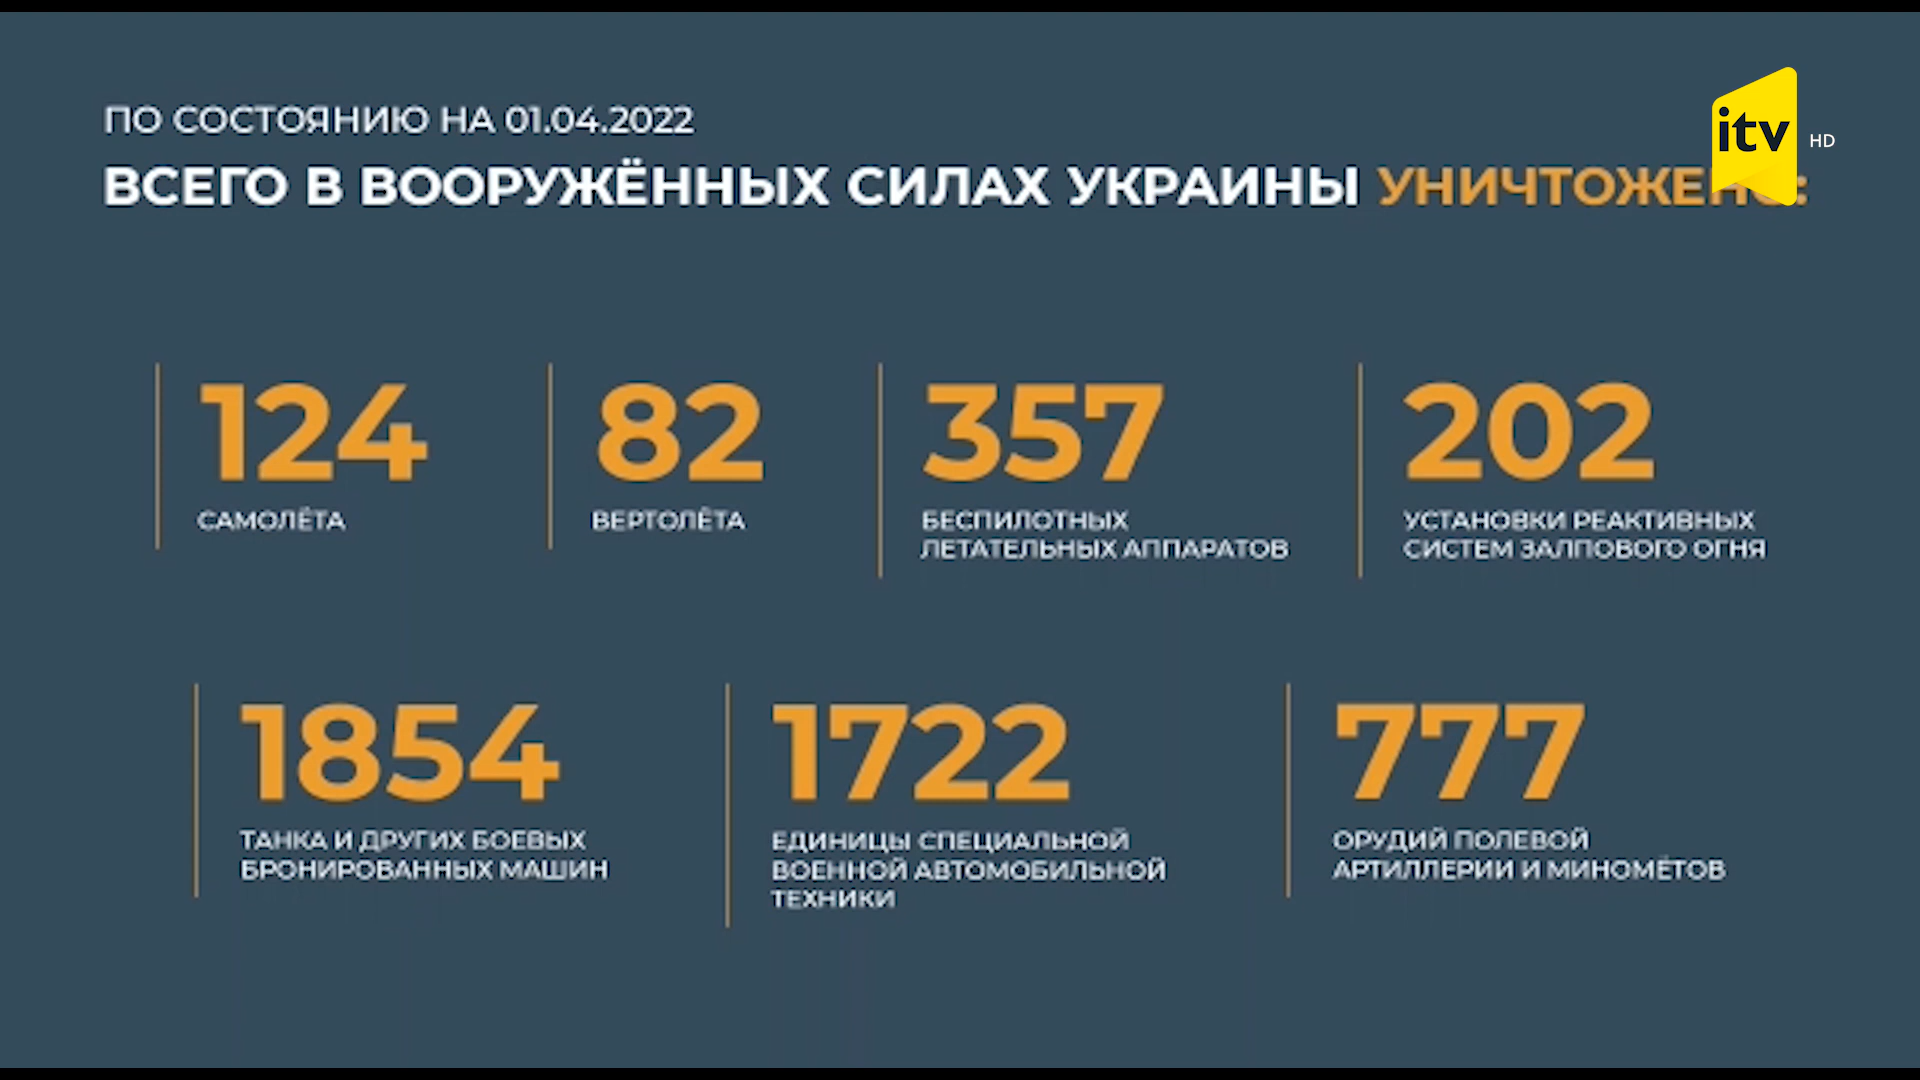 ПО СОСТОЯНИЮ НА 01.04.2022
itv HD
ВСЕГО В ВООРУЖЁННЫХ СИЛАХ УКРАИНЫ УНИЧТОЖЕНО:
124
САМОЛЁТА
82
ВЕРТОЛЁТА
357
БЕСПИЛОТНЫХ
ЛЕТАТЕЛЬНЫХ АППАРАТОВ
202
УСТАНОВКИ РЕАКТИВНЫХ
СИСТЕМ ЗАЛПОВОГО ОГНЯ
1854
ТАНКА И ДРУГИХ БОЕВЫХ
БРОНИРОВАННЫХ МАШИН
1722
ЕДИНИЦЫ СПЕЦИАЛЬНОЙ
ВОЕННОЙ АВТОМОБИЛЬНОЙ
ТЕХНИКИ
777
ОРУДИЙ ПОЛЕВОЙ
АРТИЛЛЕРИИ И МИНОМЁТОВ